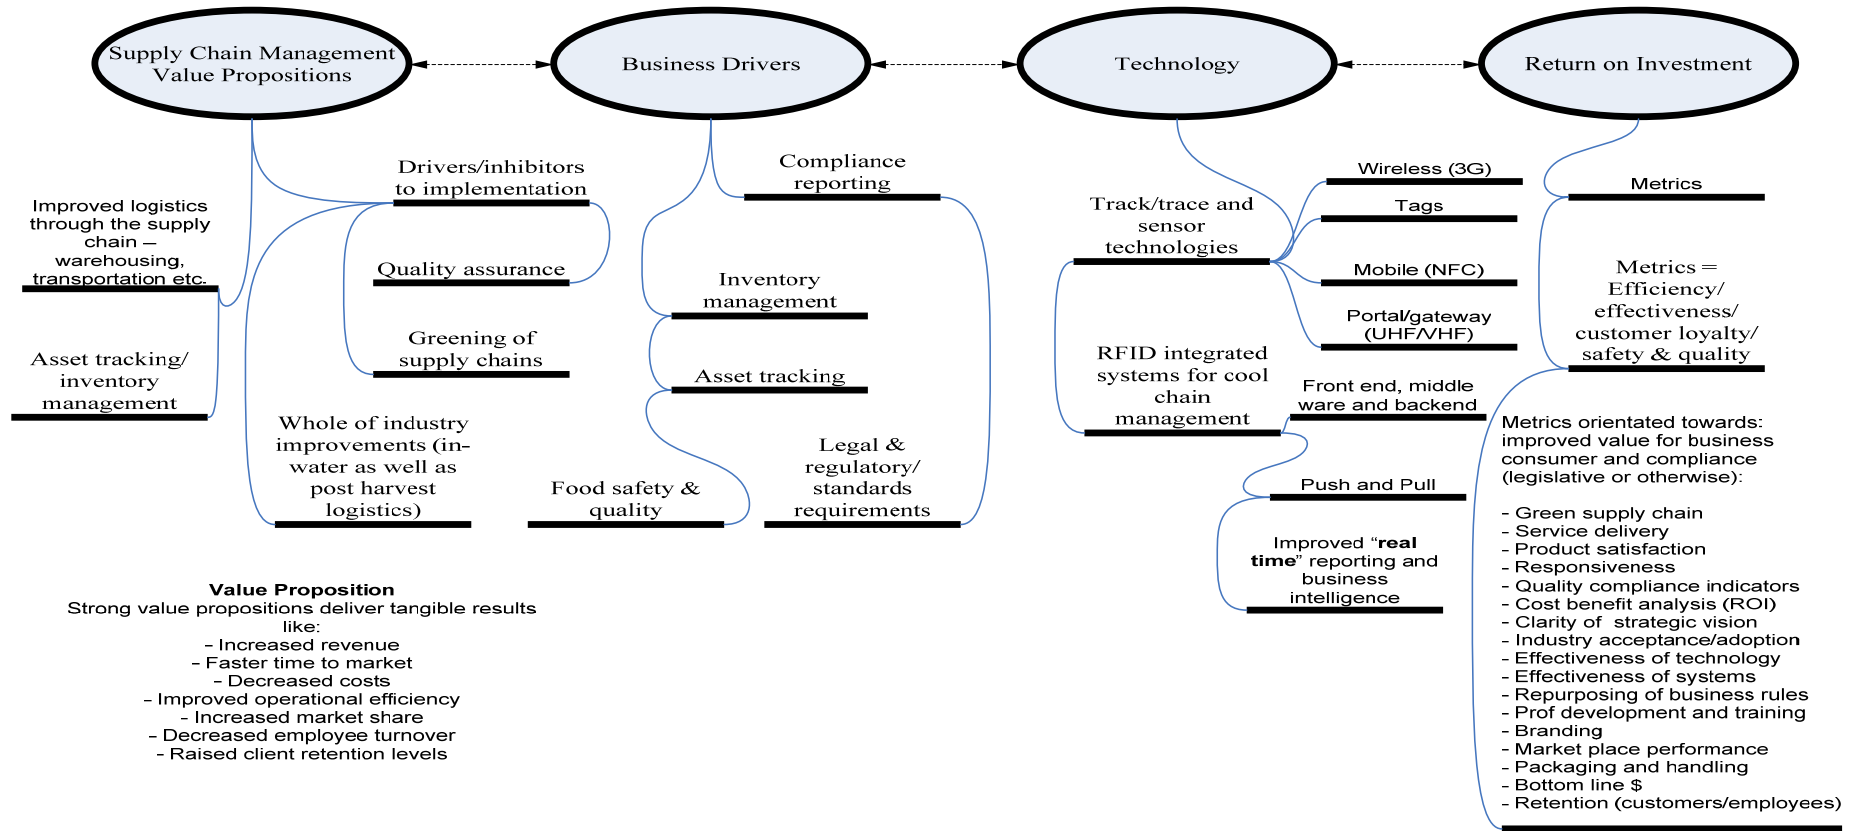 Supply Chain Management
Value Propositions
Business Drivers
Technology
Return on Investment
Improved logistics
through the supply
chain –
warehousing,
transportation etc.
Asset tracking/
inventory
management
Drivers/inhibitors
to implementation
Quality assurance
Greening of
supply chains
Whole of industry
improvements (in-
water as well as
post harvest
logistics)
Value Proposition
Strong value propositions deliver tangible results
like:
– Increased revenue
– Faster time to market
– Decreased costs
– Improved operational efficiency
– Increased market share
– Decreased employee turnover
– Raised client retention levels
Compliance
reporting
Inventory
management
Asset tracking
Food safety &
quality
Legal &
regulatory/
standards
requirements
Track/trace and
sensor
technologies
Wireless (3G)
Tags
Mobile (NFC)
Portal/gateway
(UHF/VHF)
RFID integrated
systems for cool
chain
management
Front end, middle
ware and backend
Push and Pull
Improved “real
time” reporting and
business
intelligence
Metrics
Metrics =
Efficiency/
effectiveness/
customer loyalty/
safety & quality
Metrics orientated towards:
improved value for business
consumer and compliance
(legislative or otherwise):
- Green supply chain
- Service delivery
- Product satisfaction
- Responsiveness
- Quality compliance indicators
- Cost benefit analysis (ROI)
- Clarity of strategic vision
- Industry acceptance/adoption
- Effectiveness of technology
- Effectiveness of systems
- Repurposing of business rules
- Prof development and training
- Branding
- Market place performance
- Packaging and handling
- Bottom line $
- Retention (customers/employees)